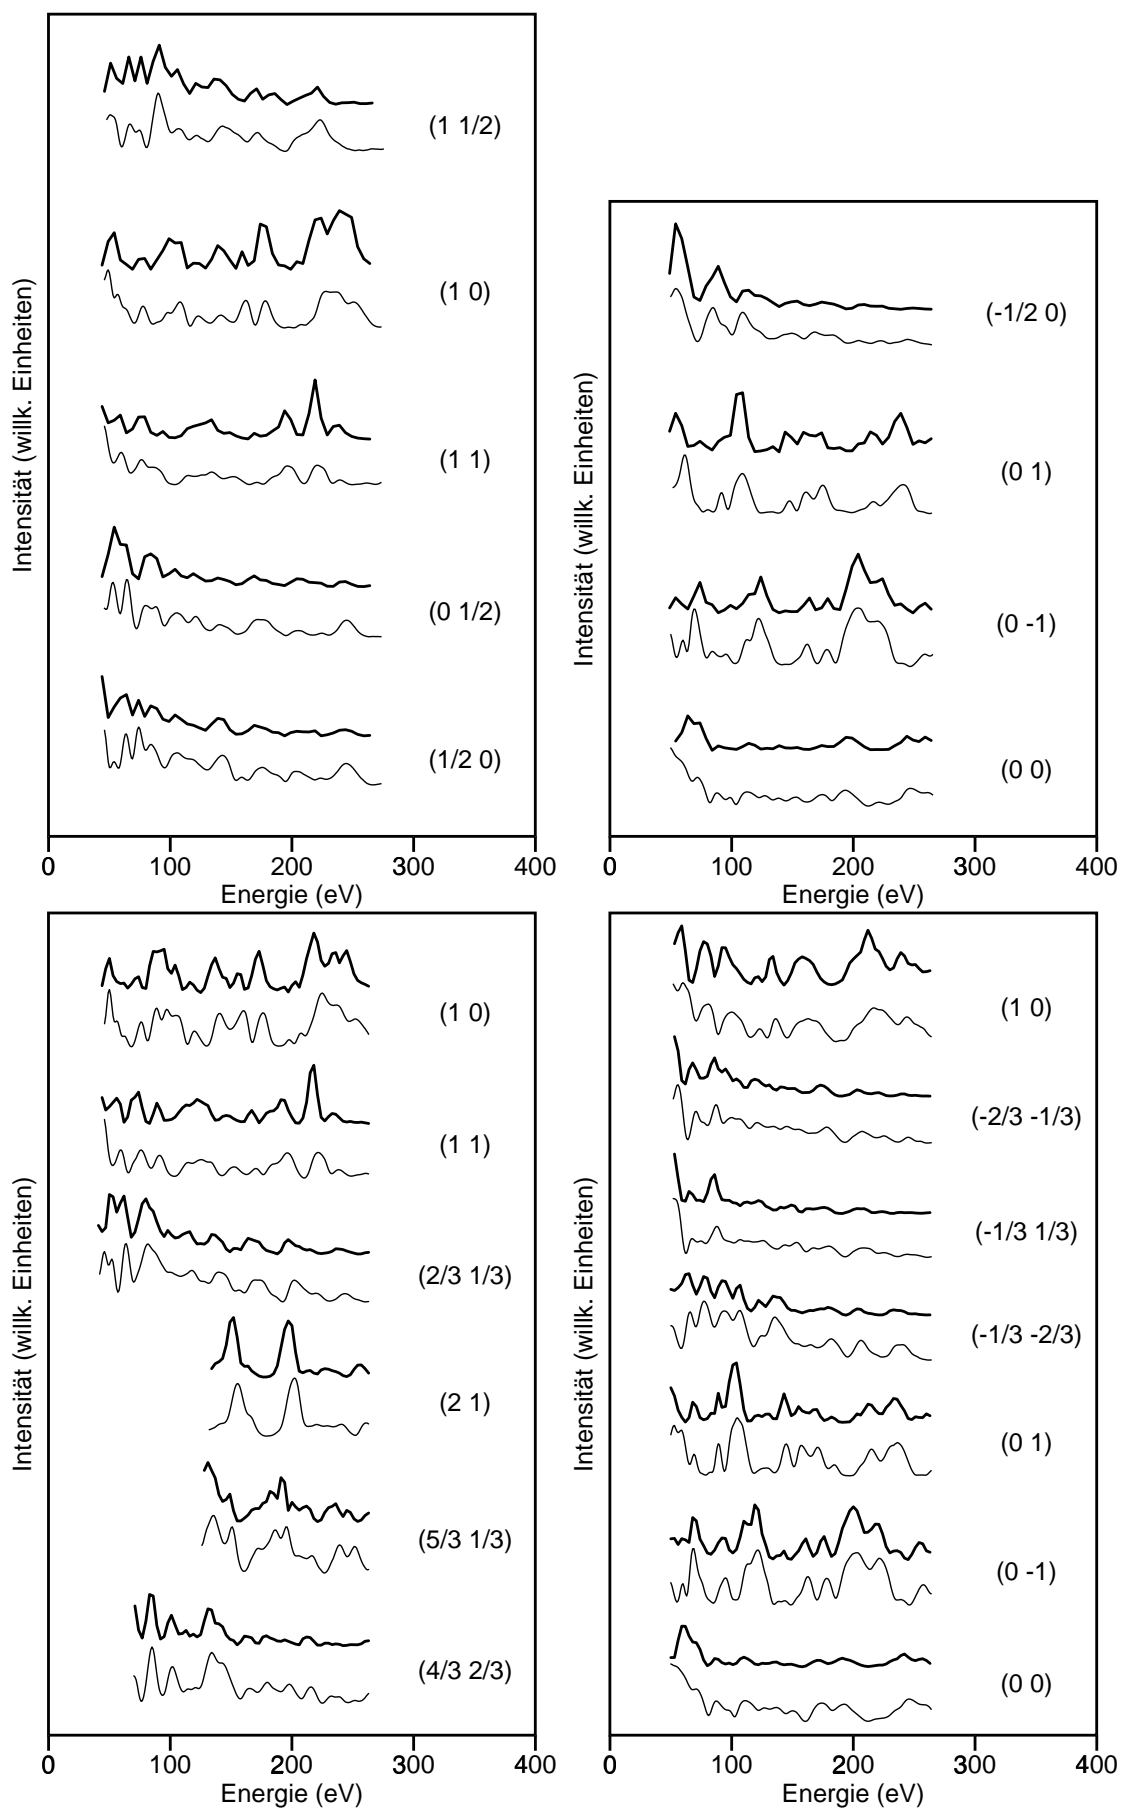 (1 1/2)
(1 0)
(1 1)
(0 1/2)
(1/2 0)
Intensität (willk. Einheiten)
0 100 200 300 400
Energie (eV)
(-1/2 0)
(0 1)
(0 -1)
(0 0)
Intensität (willk. Einheiten)
0 100 200 300 400
Energie (eV)
(1 0)
(1 1)
(2/3 1/3)
(2 1)
(5/3 1/3)
(4/3 2/3)
Intensität (willk. Einheiten)
0 100 200 300 400
Energie (eV)
(1 0)
(-2/3 -1/3)
(-1/3 1/3)
(-1/3 -2/3)
(0 1)
(0 -1)
(0 0)
Intensität (willk. Einheiten)
0 100 200 300 400
Energie (eV)